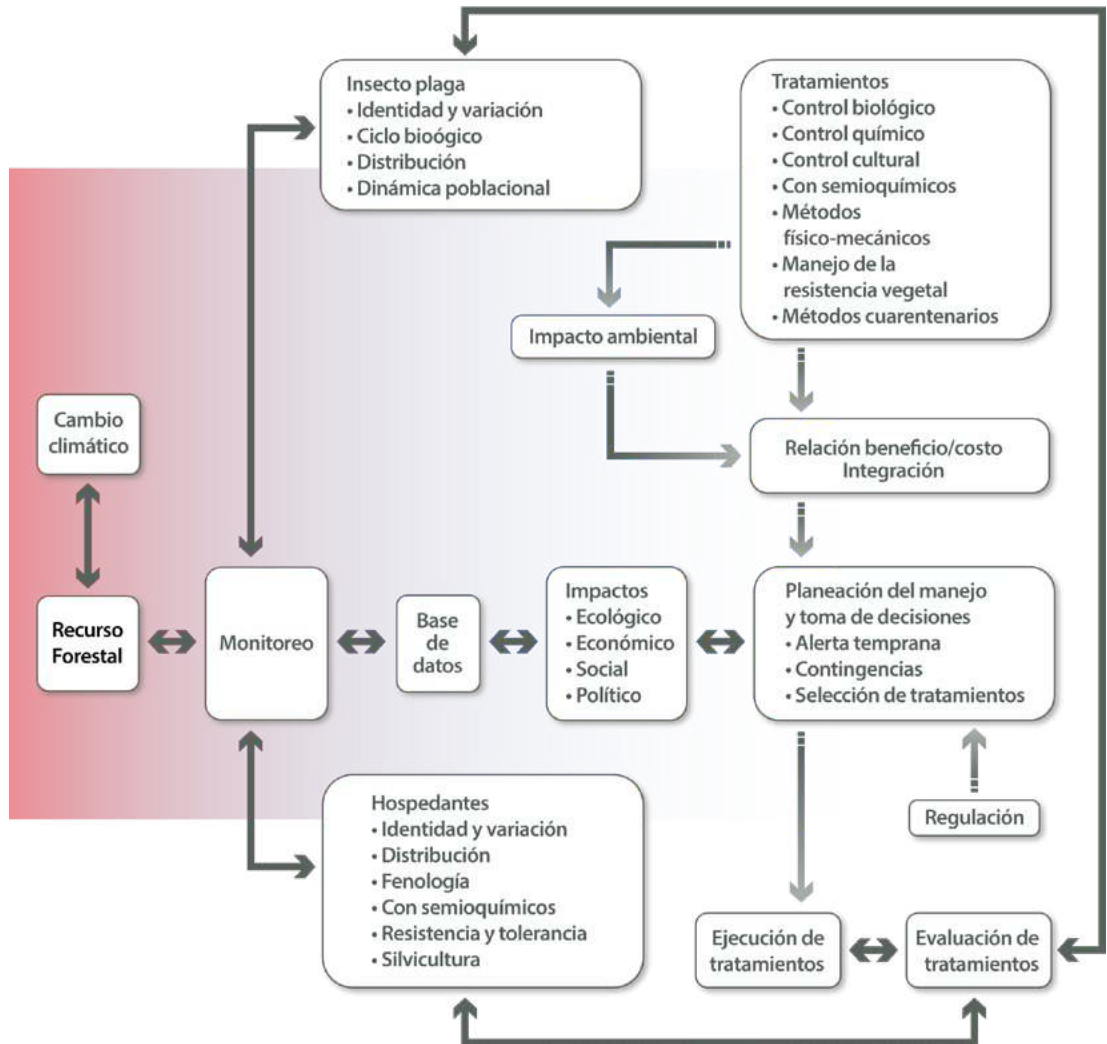 Insecto plaga
• Identidad y variación
• Ciclo bioógico
• Distribución
• Dinámica poblacional
Tratamientos
• Control biológico
• Control químico
• Control cultural
• Con semioquímicos
• Métodos
físico-mecánicos
• Manejo de la
resistencia vegetal
• Métodos cuarentenarios
Impacto ambiental
Cambio
climático
Relación beneficio/costo
Integración
Recurso
Forestal
Monitoreo
Base
de
datos
Impactos
• Ecológico
• Económico
• Social
• Político
Planeación del manejo
y toma de decisiones
• Alerta temprana
• Contingencias
• Selección de tratamientos
Regulación
Hospedantes
• Identidad y variación
• Distribución
• Fenología
• Con semioquímicos
• Resistencia y tolerancia
• Silvicultura
Ejecución de
tratamientos
Evaluación de
tratamientos